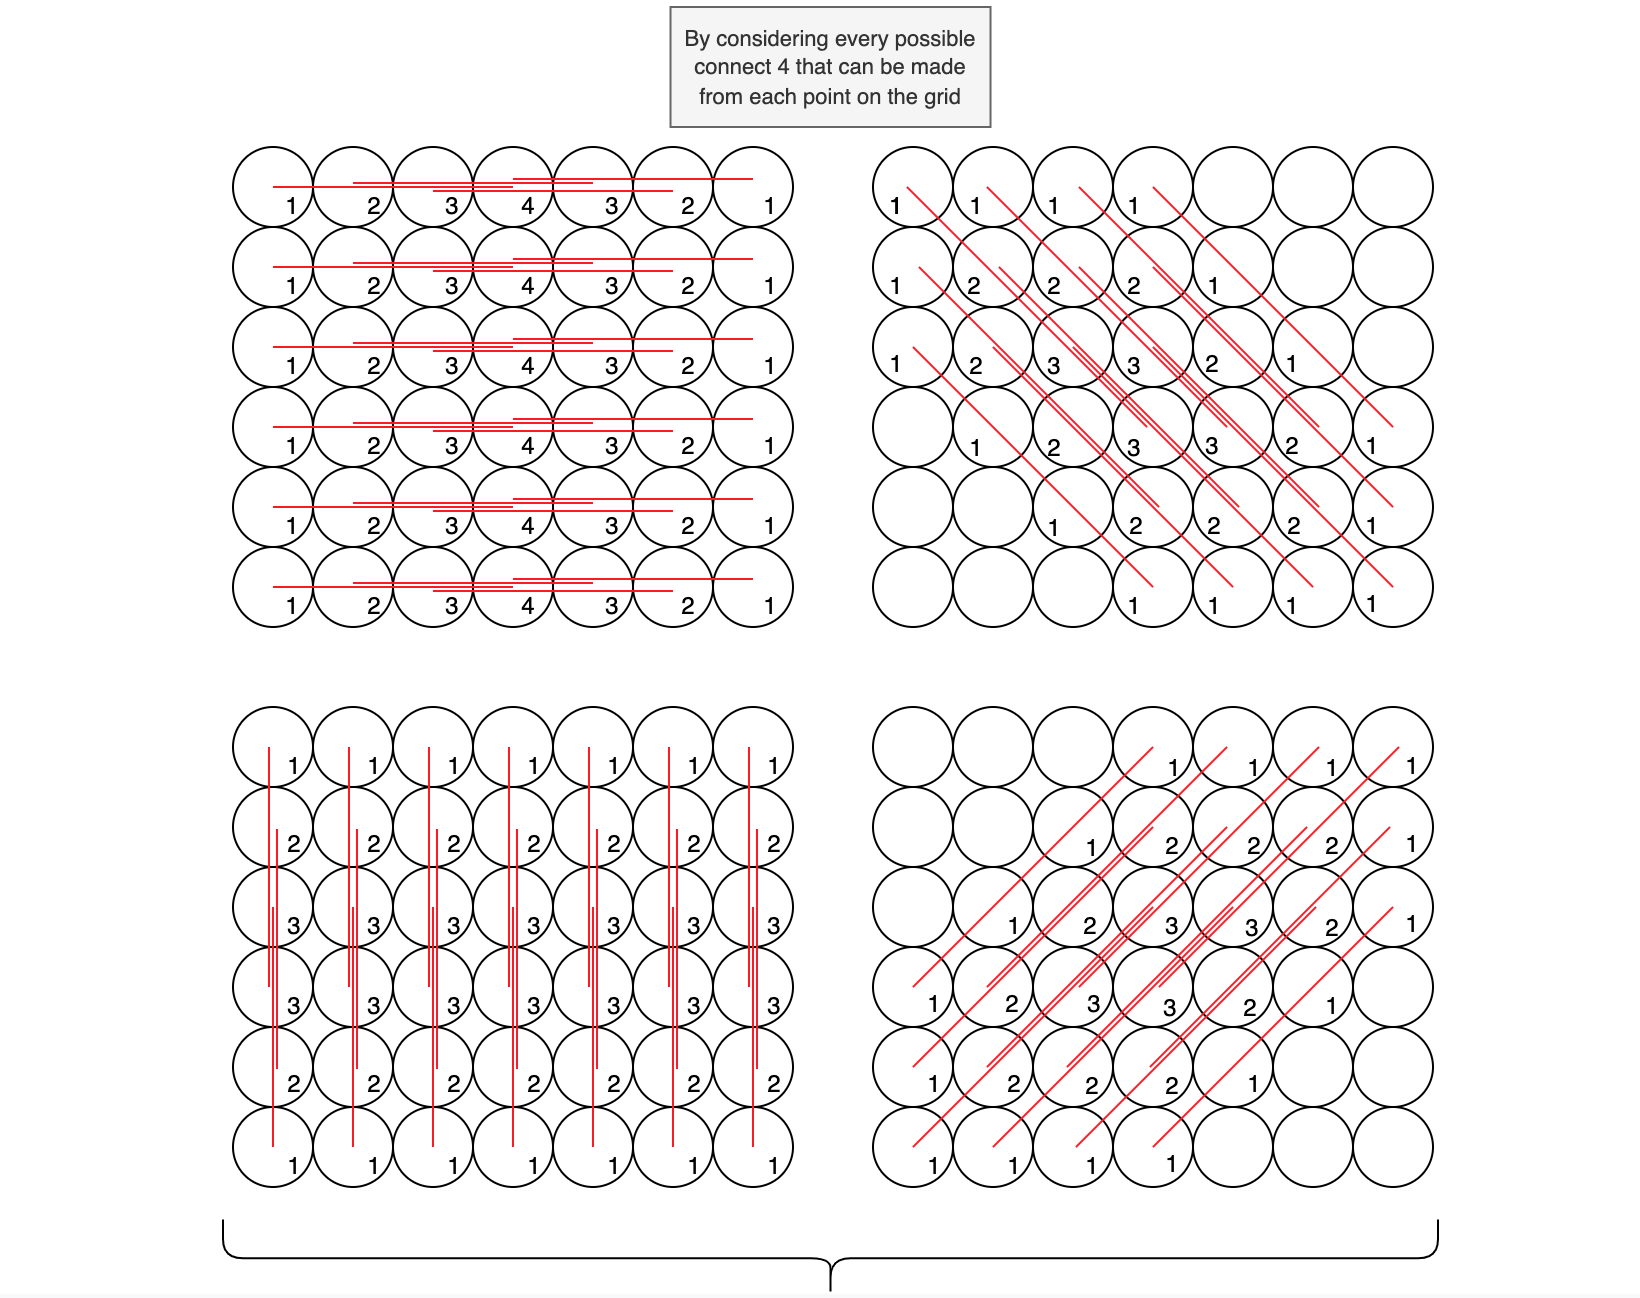 By considering every possible
connect 4 that can be made
from each point on the grid
1 2 3 4 3 2 1
1 2 3 4 3 2 1
1 2 3 4 3 2 1
1 2 3 4 3 2 1
1 2 3 4 3 2 1
1 2 3 4 3 2 1
1 1 1 1
1 2 2 2 1
1 2 3 3 2 1
1 2 3 3 2 1
1 2 2 2 1
1 1 1 1
1 1 1 1 1 1 1
2 2 2 2 2 2 2
3 3 3 3 3 3 3
3 3 3 3 3 3 3
2 2 2 2 2 2 2
1 1 1 1 1 1 1
1 1 1 1
1 2 2 2 1
1 2 3 3 2 1
1 2 3 3 2 1
1 2 2 2 1
1 1 1 1